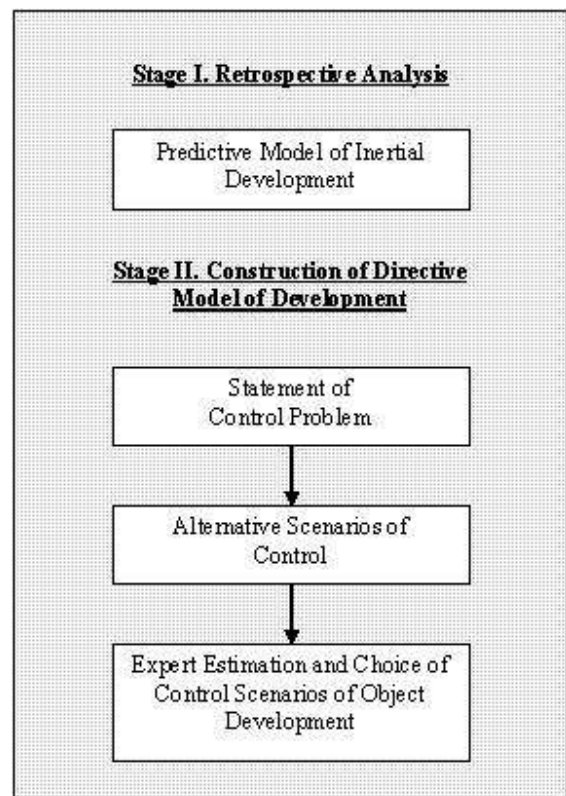 Stage I. Retrospective Analysis
Predictive Model of Inertial
Development
Stage II. Construction of Directive
Model of Development
Statement of
Control Problem
Alternative Scenarios of
Control
Expert Estimation and Choice of
Control Scenarios of Object
Development